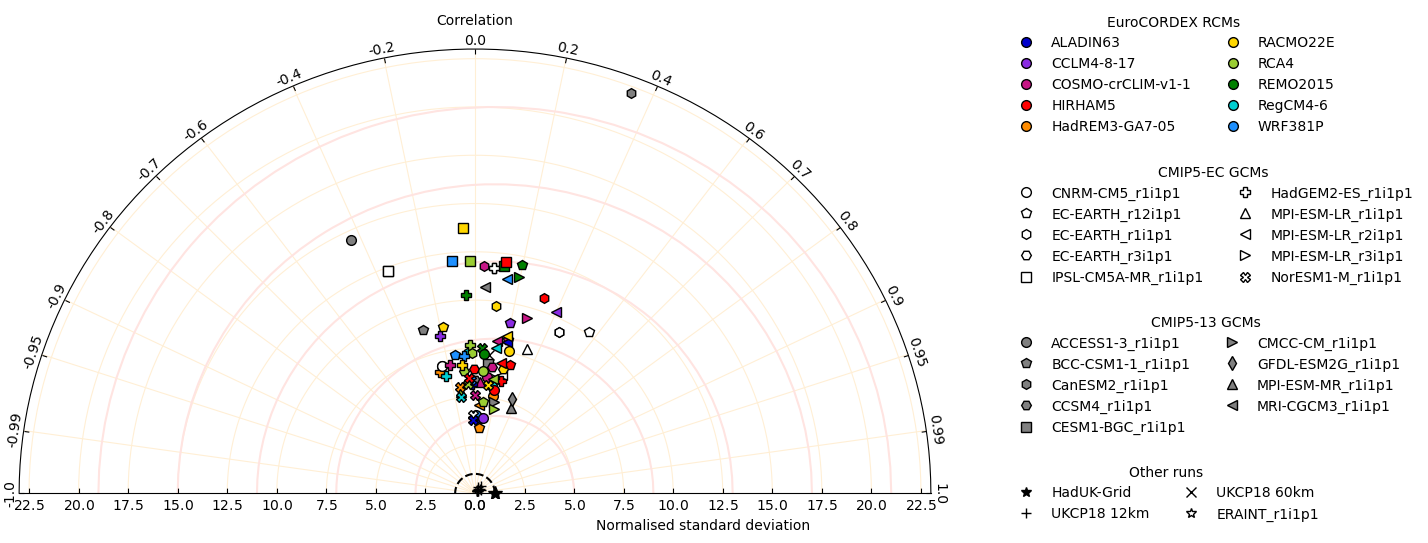 Correlation
0.0
-0.2
0.2
-0.4
0.4
-0.6
0.6
-0.7
0.7
-0.8
0.8
-0.9
0.9
-0.95
0.95
-0.99
0.99
-1.0
1.0
22.5 20.0 17.5 15.0 12.5 10.0 7.5 5.0 2.5 0.0 2.5 5.0 7.5 10.0 12.5 15.0 17.5 20.0 22.5
Normalised standard deviation
EuroCORDEX RCMs
ALADIN63 RACMO22E
CCLM4-8-17 RCA4
COSMO-crCLIM-v1-1 REMO2015
HIRHAM5 RegCM4-6
HadREM3-GA7-05 WRF381P
CMIP5-EC GCMs
CNRM-CM5_r1i1p1 HadGEM2-ES_r1i1p1
EC-EARTH_r12i1p1 MPI-ESM-LR_r1i1p1
EC-EARTH_r1i1p1 MPI-ESM-LR_r2i1p1
EC-EARTH_r3i1p1 MPI-ESM-LR_r3i1p1
IPSL-CM5A-MR_r1i1p1 NorESM1-M_r1i1p1
CMIP5-13 GCMs
ACCESS1-3_r1i1p1 CMCC-CM_r1i1p1
BCC-CSM1-1_r1i1p1 GFDL-ESM2G_r1i1p1
CanESM2_r1i1p1 MPI-ESM-MR_r1i1p1
CCSM4_r1i1p1 MRI-CGCM3_r1i1p1
CESM1-BGC_r1i1p1
Other runs
HadUK-Grid UKCP18 60km
UKCP18 12km ERAINT_r1i1p1